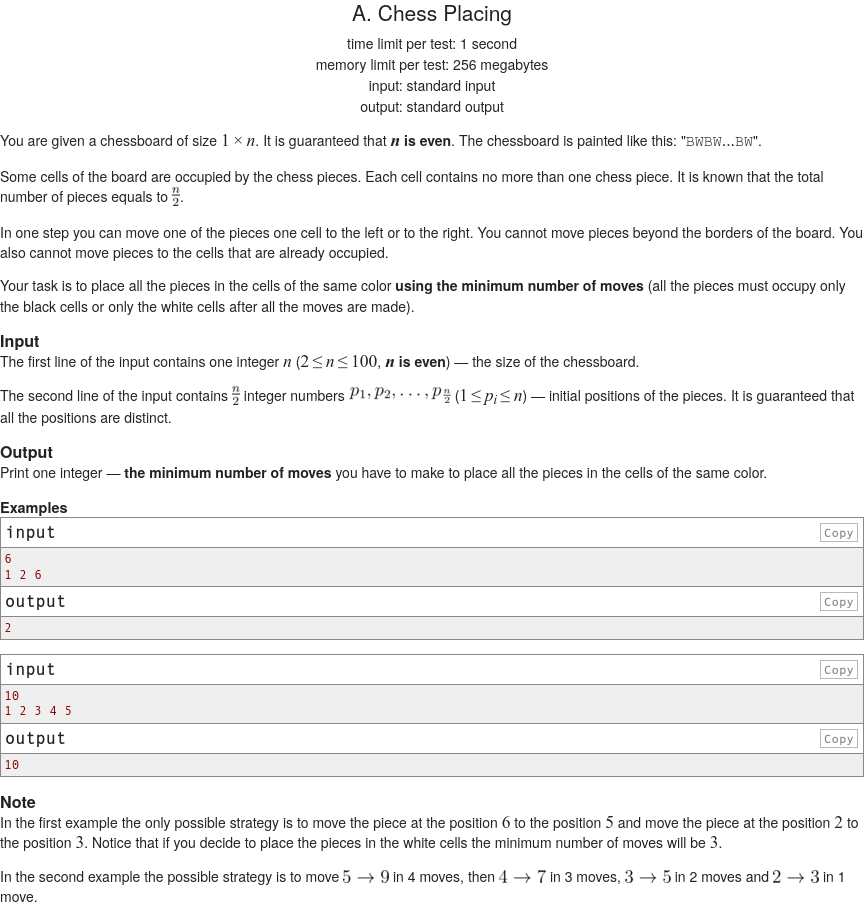 A. Chess Placing
time limit per test: 1 second
memory limit per test: 256 megabytes
input: standard input
output: standard output
You are given a chessboard of size 1 × n. It is guaranteed that n is even. The chessboard is painted like this: "BWBW...BW".
Some cells of the board are occupied by the chess pieces. Each cell contains no more than one chess piece. It is known that the total
number of pieces equals to n/2.
In one step you can move one of the pieces one cell to the left or to the right. You cannot move pieces beyond the borders of the board. You
also cannot move pieces to the cells that are already occupied.
Your task is to place all the pieces in the cells of the same color using the minimum number of moves (all the pieces must occupy only
the black cells or only the white cells after all the moves are made).
Input
The first line of the input contains one integer n (2 ≤ n ≤ 100, n is even) — the size of the chessboard.
The second line of the input contains n/2 integer numbers p1, p2, ..., pn/2 (1 ≤ pi ≤ n) — initial positions of the pieces. It is guaranteed that
all the positions are distinct.
Output
Print one integer — the minimum number of moves you have to make to place all the pieces in the cells of the same color.
Examples
input Copy
6
1 2 6
output Copy
2
input Copy
10
1 2 3 4 5
output Copy
10
Note
In the first example the only possible strategy is to move the piece at the position 6 to the position 5 and move the piece at the position 2 to
the position 3. Notice that if you decide to place the pieces in the white cells the minimum number of moves will be 3.
In the second example the possible strategy is to move 5 → 9 in 4 moves, then 4 → 7 in 3 moves, 3 → 5 in 2 moves and 2 → 3 in 1
move.